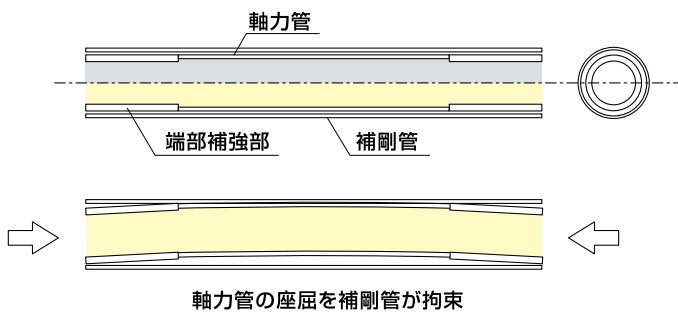 軸力管
端部補強部
補剛管
軸力管の座屈を補剛管が拘束